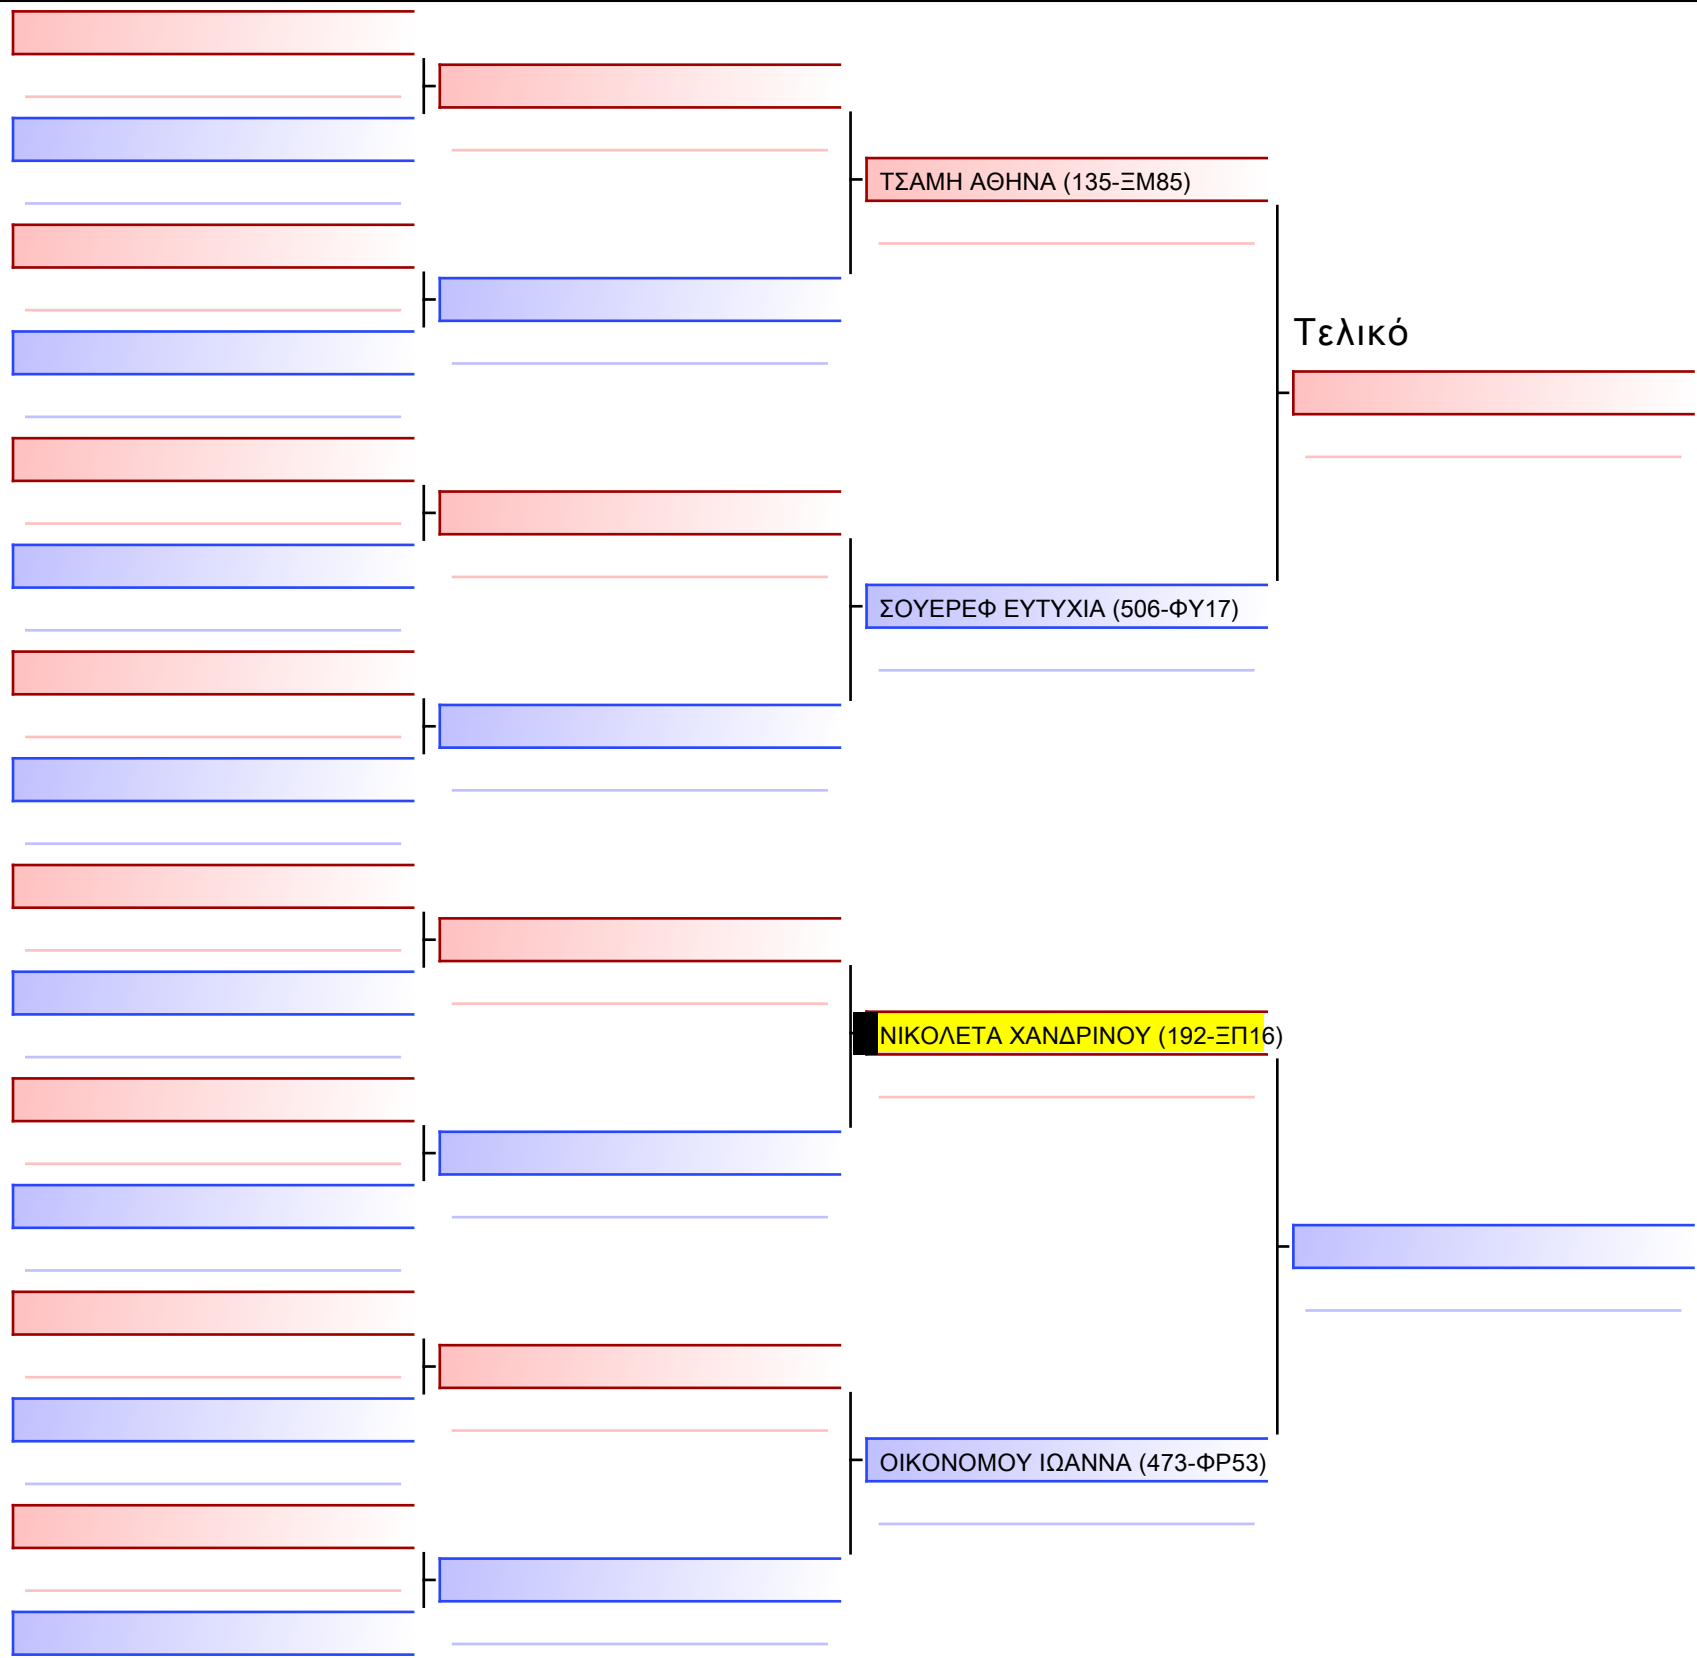 ΤΣΑΜΗ ΑΘΗΝΑ (135-ΞΜ85)
Τελικό
ΣΟΥΕΡΕΦ ΕΥΤΥΧΙΑ (506-ΦΥ17)
ΝΙΚΟΛΕΤΑ ΧΑΝΔΡΙΝΟΥ (192-ΞΠ16)
ΟΙΚΟΝΟΜΟΥ ΙΩΑΝΝΑ (473-ΦΡ53)